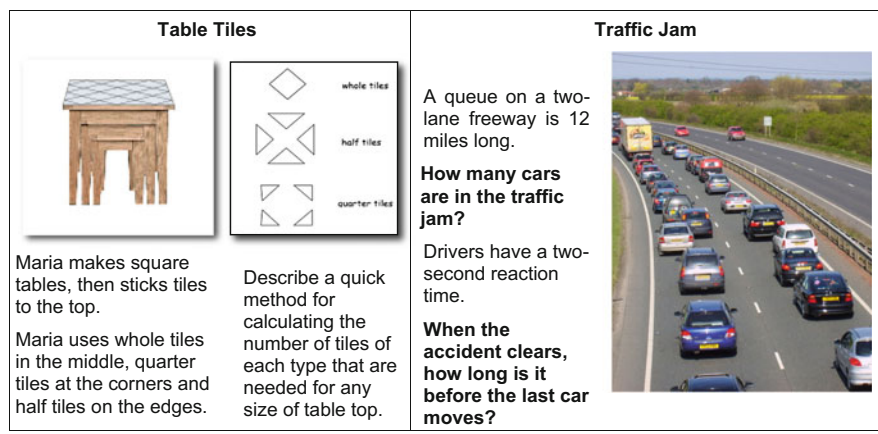 Table Tiles
whole tiles
half tiles
quarter tiles
Maria makes square
tables, then sticks tiles
to the top.
Maria uses whole tiles
in the middle, quarter
tiles at the corners and
half tiles on the edges.
Describe a quick
method for
calculating the
number of tiles of
each type that are
needed for any
size of table top.
Traffic Jam
A queue on a two-
lane freeway is 12
miles long.
How many cars
are in the traffic
jam?
Drivers have a two-
second reaction
time.
When the
accident clears,
how long is it
before the last car
moves?